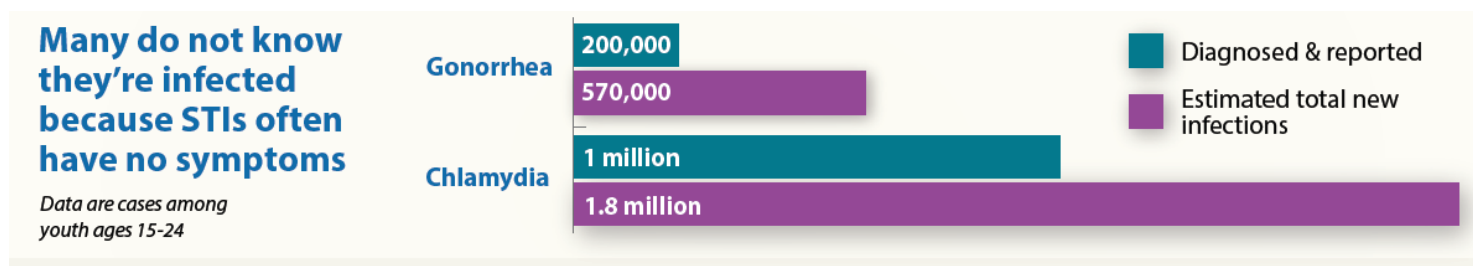 Many do not know
they're infected
because STIs often
have no symptoms
Data are cases among
youth ages 15-24
Gonorrhea
200,000
570,000
Chlamydia
1 million
1.8 million
Diagnosed & reported
Estimated total new
infections